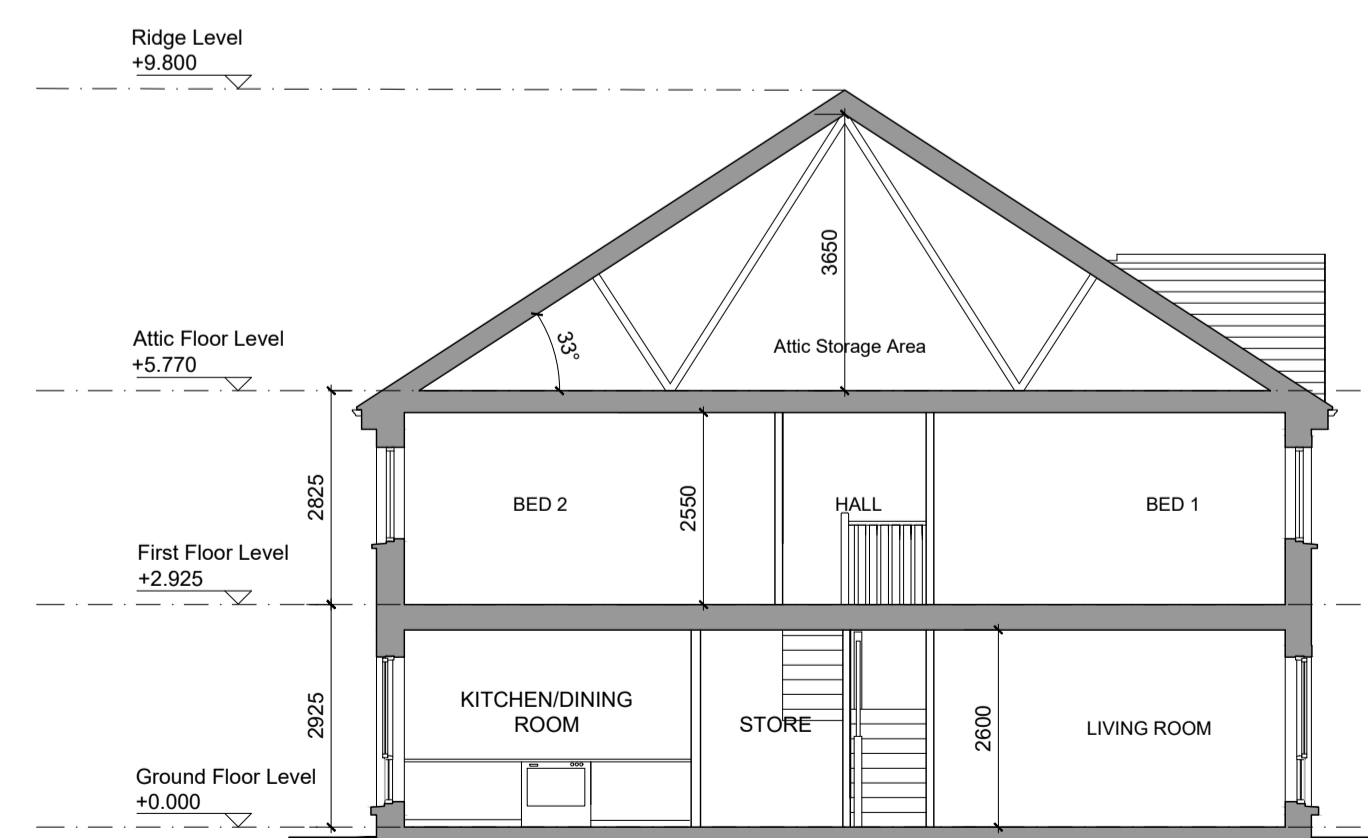 Ridge Level
+9.800
3650
33°
Attic Storage Area
Attic Floor Level
+5.770
2825
BED 2
2550
HALL
BED 1
First Floor Level
+2.925
2925
KITCHEN/DINING
ROOM
STORE
2600
LIVING ROOM
Ground Floor Level
+0.000